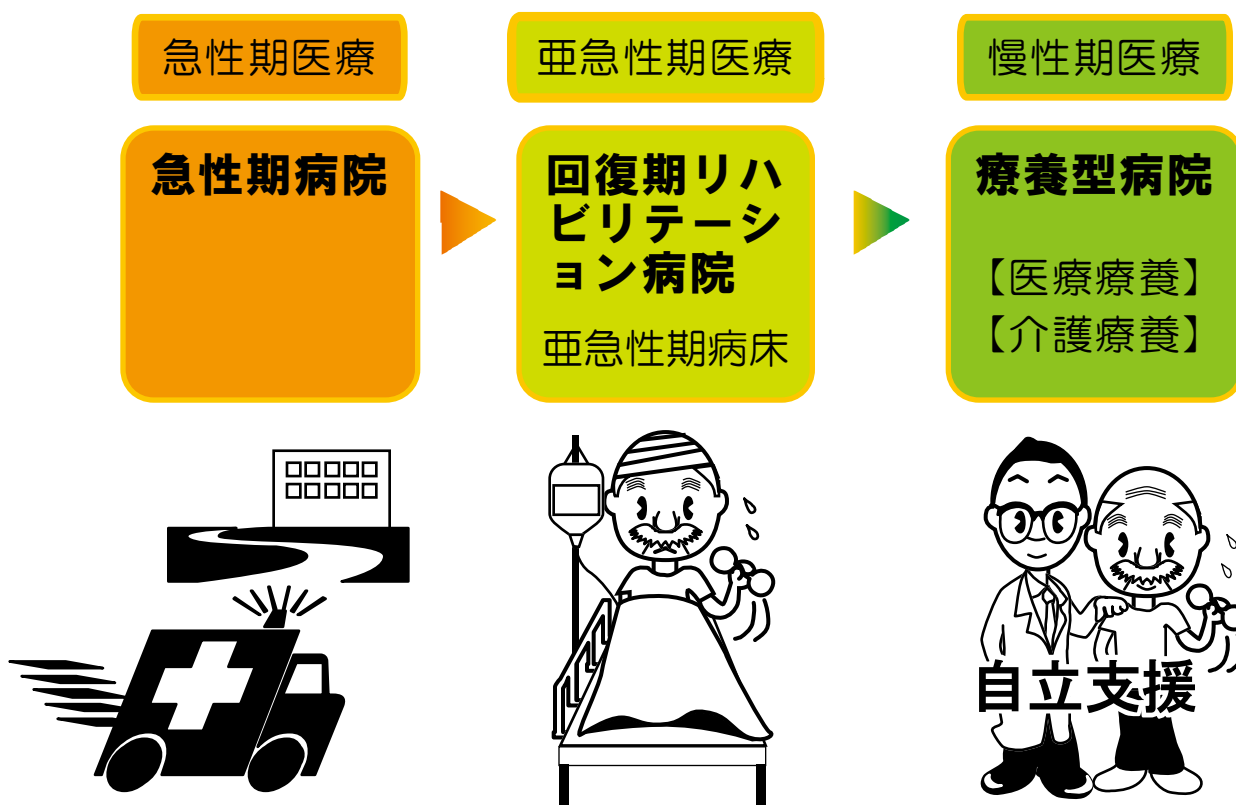 急性期医療
亜急性期医療
慢性期医療
急性期病院
回復期リハ
ビリテーシ
ョン病院
亜急性期病床
療養型病院
【医療療養】
【介護療養】
自立支援